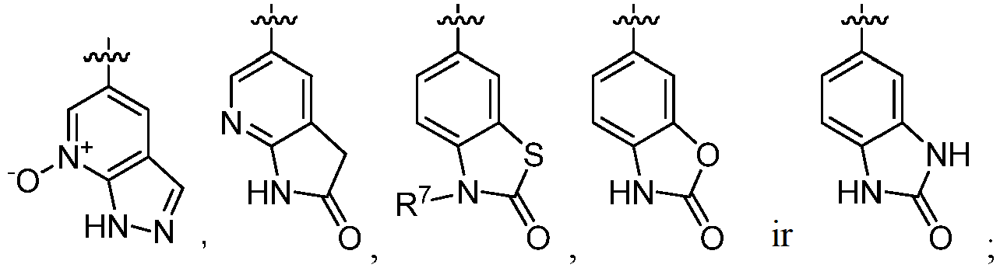 N+ -O HN N ,
N HN O ,
S N R7 O ,
O HN O ir
NH HN O ;